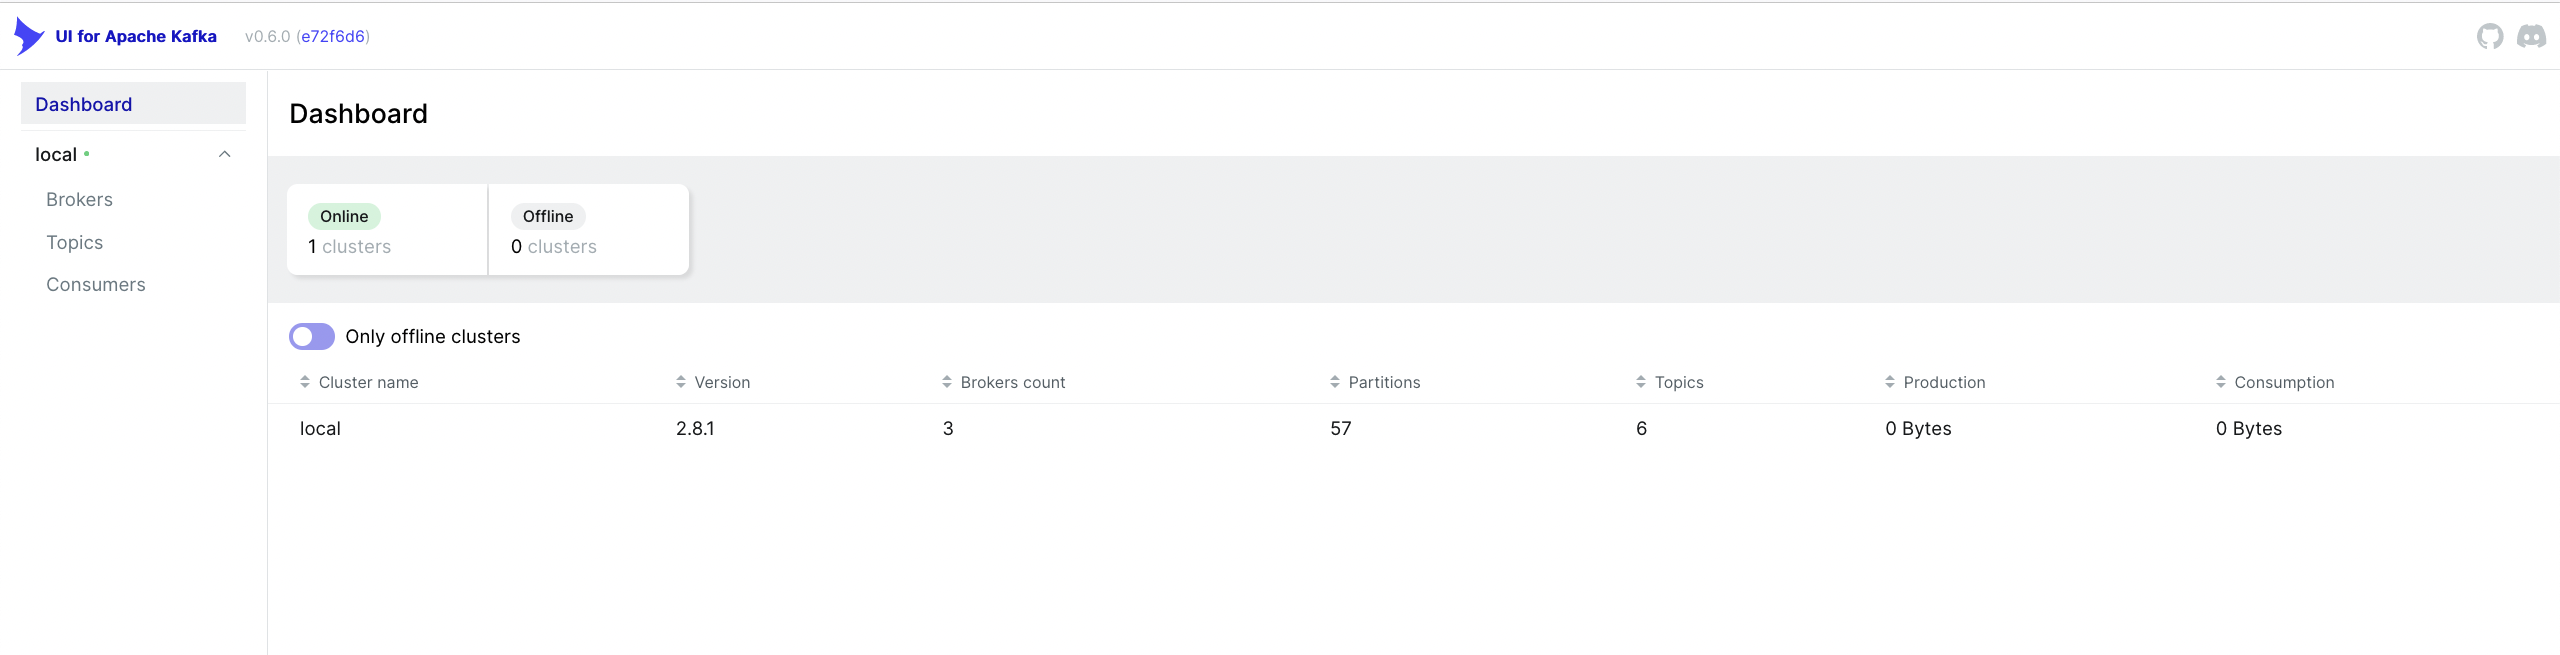 UI for Apache Kafka v0.6.0 (e72f6d6)
Dashboard
local
Brokers
Topics
Consumers
Dashboard
Online
1 clusters
Offline
0 clusters
Only offline clusters
Cluster name Version Brokers count Partitions Topics Production Consumption
local 2.8.1 3 57 6 0 Bytes 0 Bytes